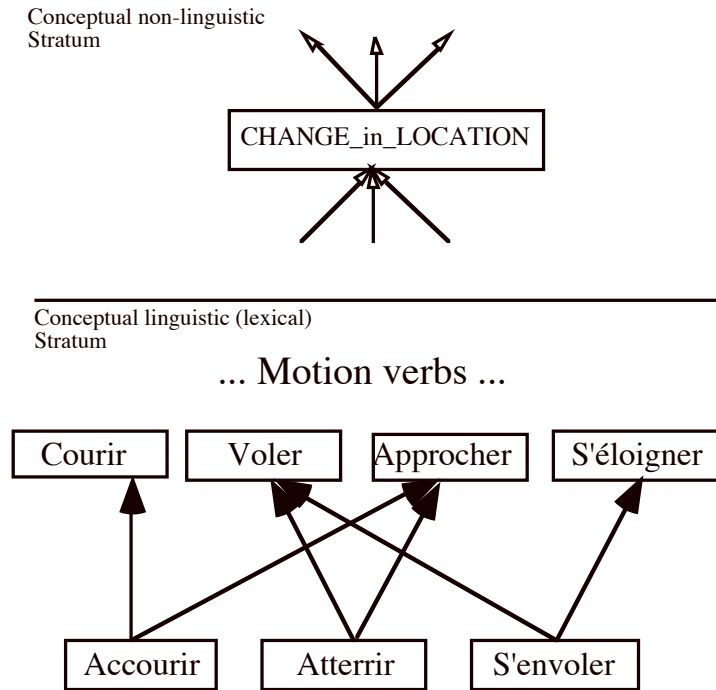 Conceptual non-linguistic
Stratum
CHANGE_in_LOCATION
Conceptual linguistic (lexical)
Stratum
... Motion verbs ...
Courir
Voler
Approcher
S'éloigner
Accourir
Atterrir
S'envoler